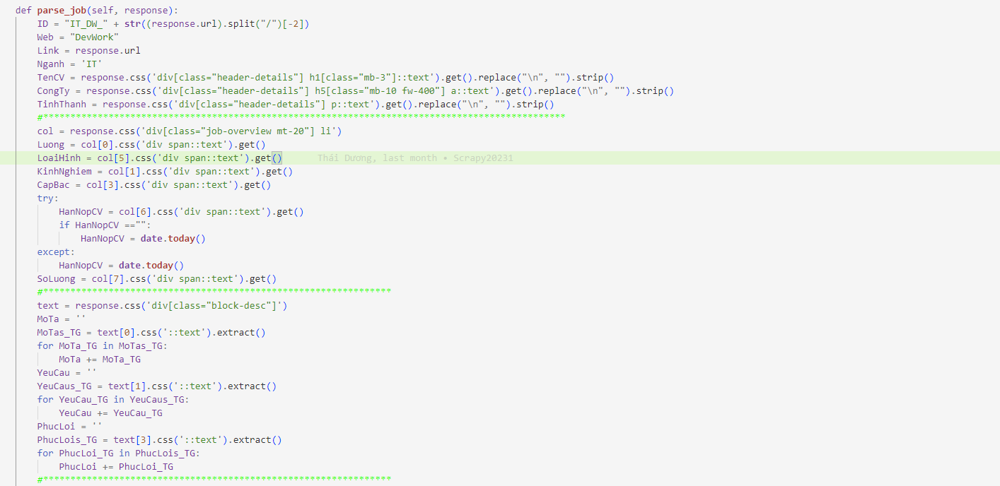 def parse_job(self, response):
    ID = "IT_DW_" + str((response.url).split("/")[-2])
    Web = "DevWork"
    Link = response.url
    Nganh = 'IT'
    TenCV = response.css('div[class="header-details"] h1[class="mb-3"]::text').get().replace("\n", "").strip()
    CongTy = response.css('div[class="header-details"] h5[class="mb-10 fw-400"] a::text').get().replace("\n", "").strip()
    TinhThanh = response.css('div[class="header-details"] p::text').get().replace("\n", "").strip()
    #************************************************************************************************
    col = response.css('div[class="job-overview mt-20"] li')
    Luong = col[0].css('div span::text').get()
    LoaiHinh = col[5].css('div span::text').get()     Thái Dương, last month • Scrapy20231
    KinhNghiem = col[1].css('div span::text').get()
    CapBac = col[3].css('div span::text').get()
    try:
        HanNopCV = col[6].css('div span::text').get()
        if HanNopCV =="":
            HanNopCV = date.today()
    except:
        HanNopCV = date.today()
    SoLuong = col[7].css('div span::text').get()
    #****************************************************************
    text = response.css('div[class="block-desc"]')
    MoTa = ''
    MoTas_TG = text[0].css('::text').extract()
    for MoTa_TG in MoTas_TG:
        MoTa += MoTa_TG
    YeuCau = ''
    YeuCaus_TG = text[1].css('::text').extract()
    for YeuCau_TG in YeuCaus_TG:
        YeuCau += YeuCau_TG
    PhucLoi = ''
    PhucLois_TG = text[3].css('::text').extract()
    for PhucLoi_TG in PhucLois_TG:
        PhucLoi += PhucLoi_TG
    #****************************************************************